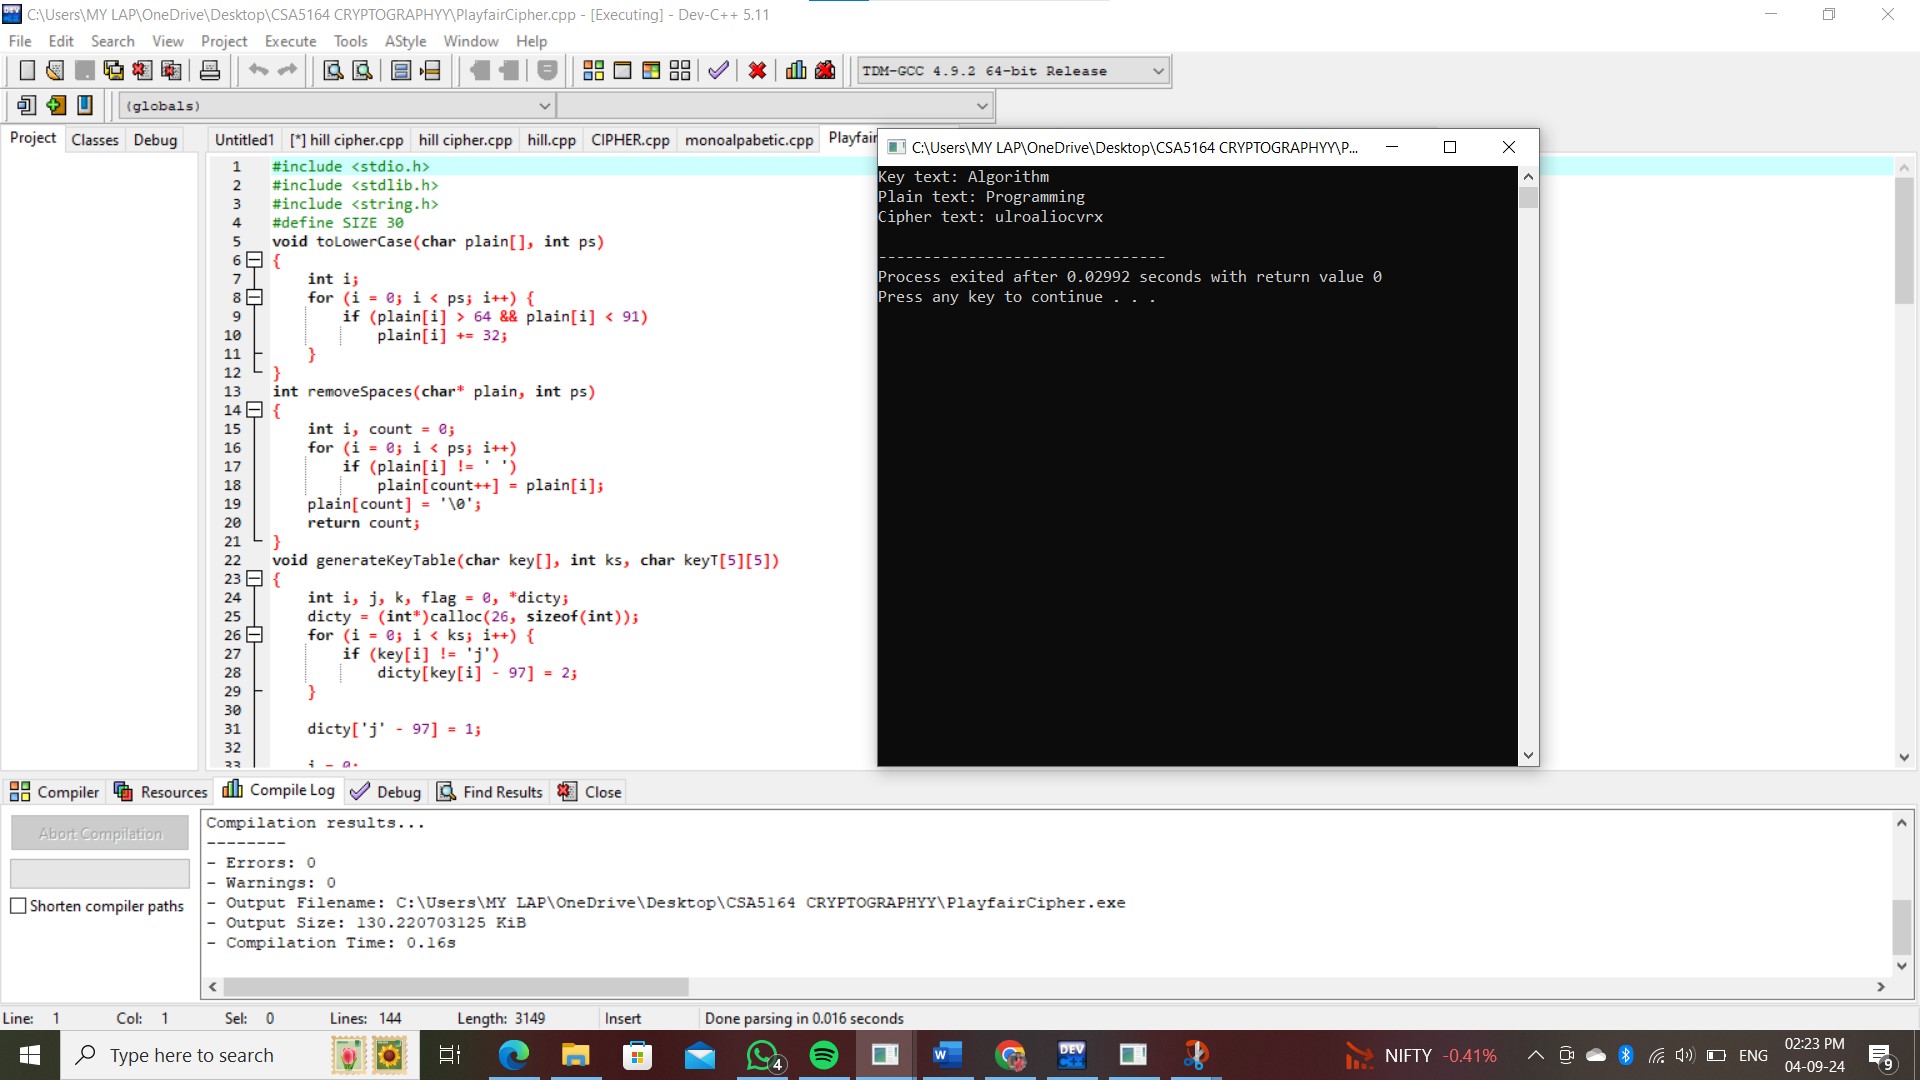 C:\Users\MY LAP\OneDrive\Desktop\CSA5164 CRYPTOGRAPHYY\PlayfairCipher.cpp - [Executing] - Dev-C++ 5.11
File Edit Search View Project Execute Tools AStyle Window Help
TDM-GCC 4.9.2 64-bit Release
(globals)
Project Classes Debug
Untitled1 [*] hill cipher.cpp hill cipher.cpp hill.cpp CIPHER.cpp monoalpabetic.cpp Playfair
1 #include <stdio.h>
2 #include <stdlib.h>
3 #include <string.h>
4 #define SIZE 30
5 void toLowerCase(char plain[], int ps)
6 {
7 int i;
8 for (i = 0; i < ps; i++) {
9 if (plain[i] > 64 && plain[i] < 91)
10 plain[i] += 32;
11 }
12 }
13 int removeSpaces(char* plain, int ps)
14 {
15 int i, count = 0;
16 for (i = 0; i < ps; i++)
17 if (plain[i] != ' ')
18 plain[count++] = plain[i];
19 plain[count] = '\0';
20 return count;
21 }
22 void generateKeyTable(char key[], int ks, char keyT[5][5])
23 {
24 int i, j, k, flag = 0, *dicty;
25 dicty = (int*)calloc(26, sizeof(int));
26 for (i = 0; i < ks; i++) {
27 if (key[i] != 'j')
28 dicty[key[i] - 97] = 2;
29 }
30
31 dicty['j' - 97] = 1;
32
33 i = 0;
C:\Users\MY LAP\OneDrive\Desktop\CSA5164 CRYPTOGRAPHYY\P...
Key text: Algorithm
Plain text: Programming
Cipher text: ulroaliocvrx
--------------------------------
Process exited after 0.02992 seconds with return value 0
Press any key to continue . . .
Compiler Resources Compile Log Debug Find Results Close
Abort Compilation
Shorten compiler paths
Compilation results...
--------
- Errors: 0
- Warnings: 0
- Output Filename: C:\Users\MY LAP\OneDrive\Desktop\CSA5164 CRYPTOGRAPHYY\PlayfairCipher.exe
- Output Size: 130.220703125 KiB
- Compilation Time: 0.16s
Line: 1 Col: 1 Sel: 0 Lines: 144 Length: 3149 Insert Done parsing in 0.016 seconds
Type here to search
4
DEV
NIFTY -0.41%
ENG
02:23 PM
04-09-24
9